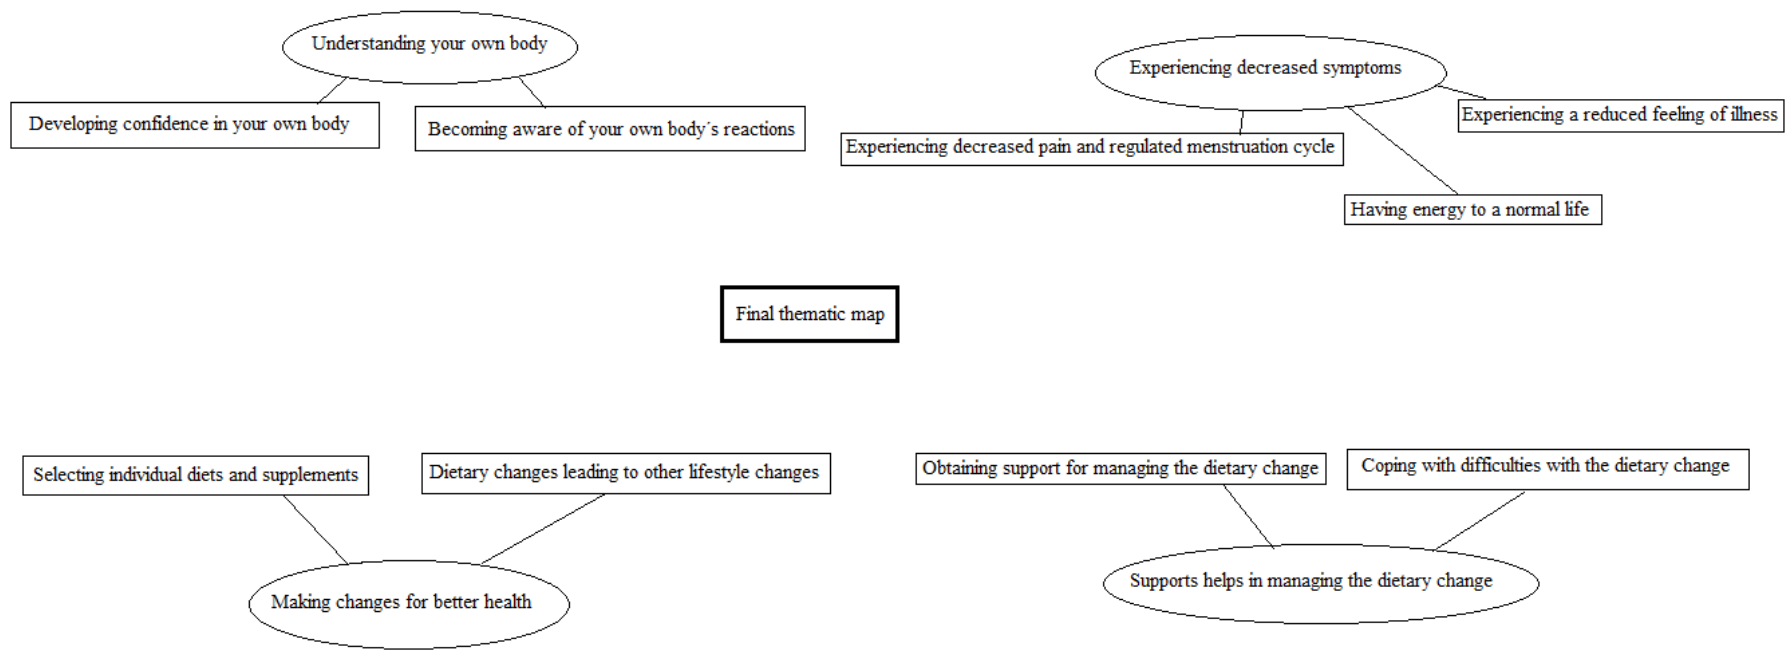 Understanding your own body
Developing confidence in your own body
Becoming aware of your own body´s reactions
Experiencing decreased symptoms
Experiencing a reduced feeling of illness
Experiencing decreased pain and regulated menstruation cycle
Having energy to a normal life
Final thematic map
Selecting individual diets and supplements
Dietary changes leading to other lifestyle changes
Making changes for better health
Obtaining support for managing the dietary change
Coping with difficulties with the dietary change
Supports helps in managing the dietary change